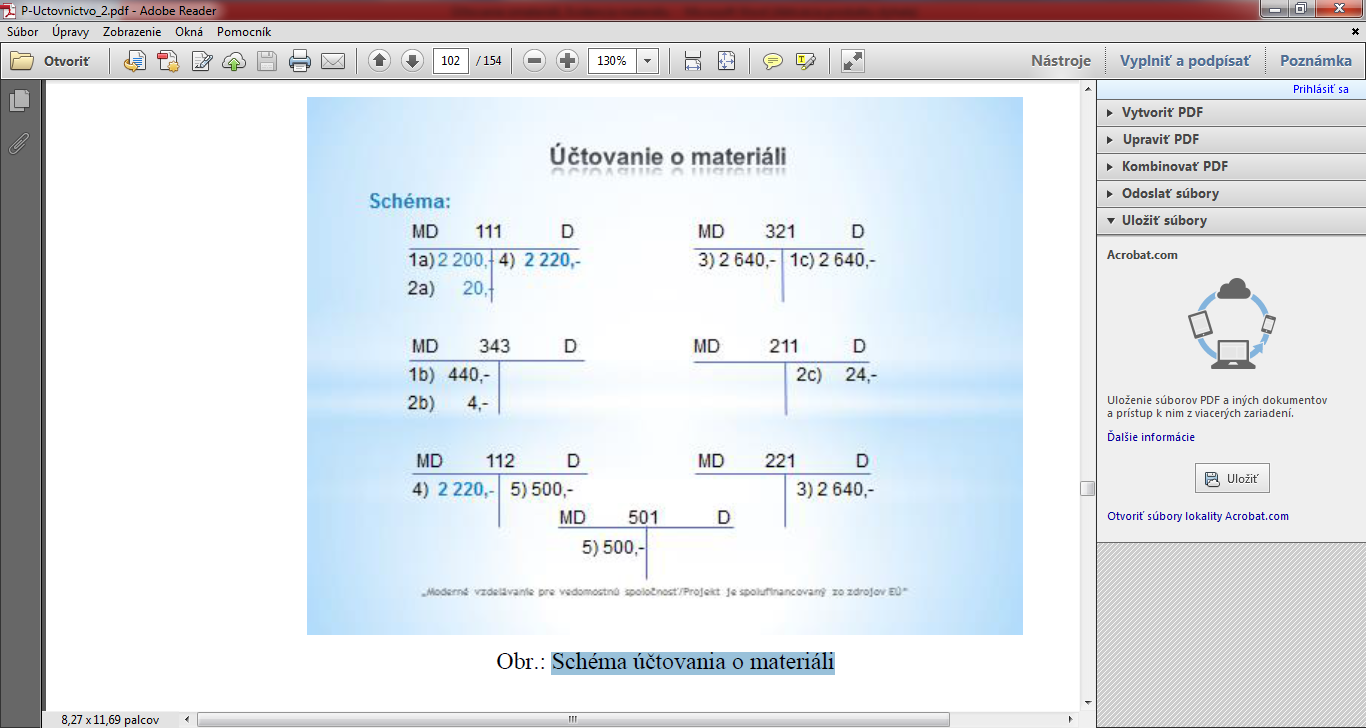 P-Uctovnictvo_2.pdf - Adobe Reader
Súbor Úpravy Zobrazenie Okná Pomocník
Otvoriť 102 / 154 130% Nástroje Vyplniť a podpísať Poznámka
Prihlásiť sa
Vytvoriť PDF
Upraviť PDF
Kombinovať PDF
Odoslať súbory
Uložiť súbory
Acrobat.com
Uloženie súborov PDF a iných dokumentov
a prístup k nim z viacerých zariadení.
Ďalšie informácie
Uložiť
Otvoriť súbory lokality Acrobat.com
Účtovanie o materiáli
Schéma:
MD 111 D
1a) 2 200,- 4) 2 220,-
2a) 20,-
MD 321 D
3) 2 640,- 1c) 2 640,-
MD 343 D
1b) 440,-
2b) 4,-
MD 211 D
2c) 24,-
MD 112 D
4) 2 220,- 5) 500,-
MD 221 D
3) 2 640,-
MD 501 D
5) 500,-
„Moderné vzdelávanie pre vedomostnú spoločnosť/Projekt je spolufinancovaný zo zdrojov EÚ“
Obr.: Schéma účtovania o materiáli
8,27 x 11,69 palcov